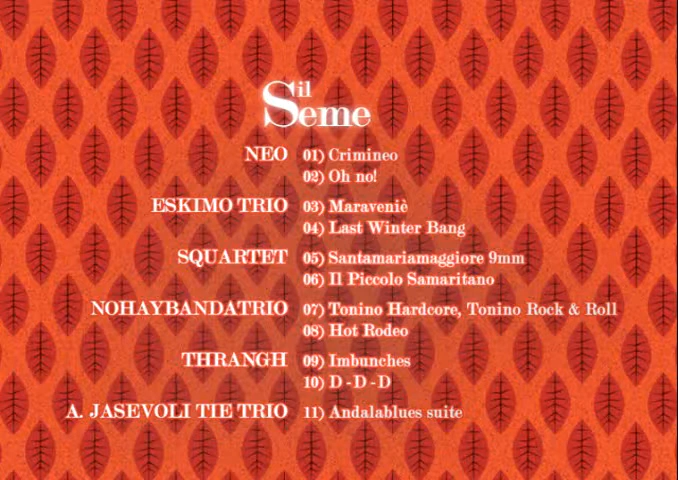 il
Seme
NEO 01) Crimineo
02) Oh no!
ESKIMO TRIO 03) Maraveniè
04) Last Winter Bang
SQUARTET 05) Santamariamaggiore 9mm
06) Il Piccolo Samaritano
NOHAYBANDATRIO 07) Tonino Hardcore, Tonino Rock & Roll
08) Hot Rodeo
THRANGH 09) Imbunches
10) D - D - D
A. JASEVOLI TIE TRIO 11) Andalablues suite